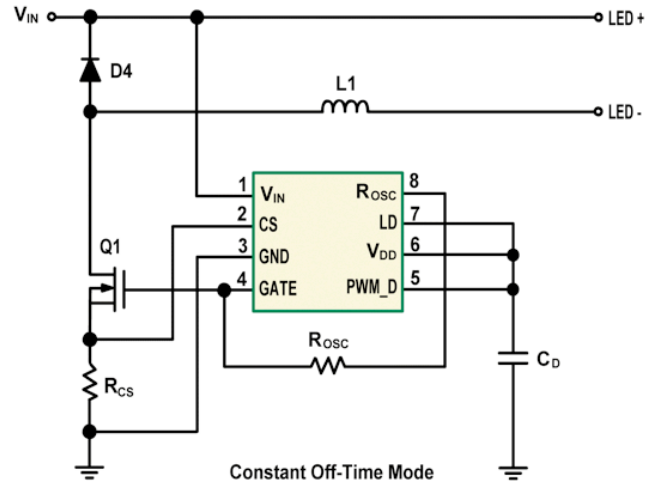 VIN
LED +
D4
L1
LED -
1
VIN
ROSC
8
2
CS
LD
7
3
GND
VDD
6
Q1
4
GATE
PWM_D
5
ROSC
RCS
CD
Constant Off-Time Mode